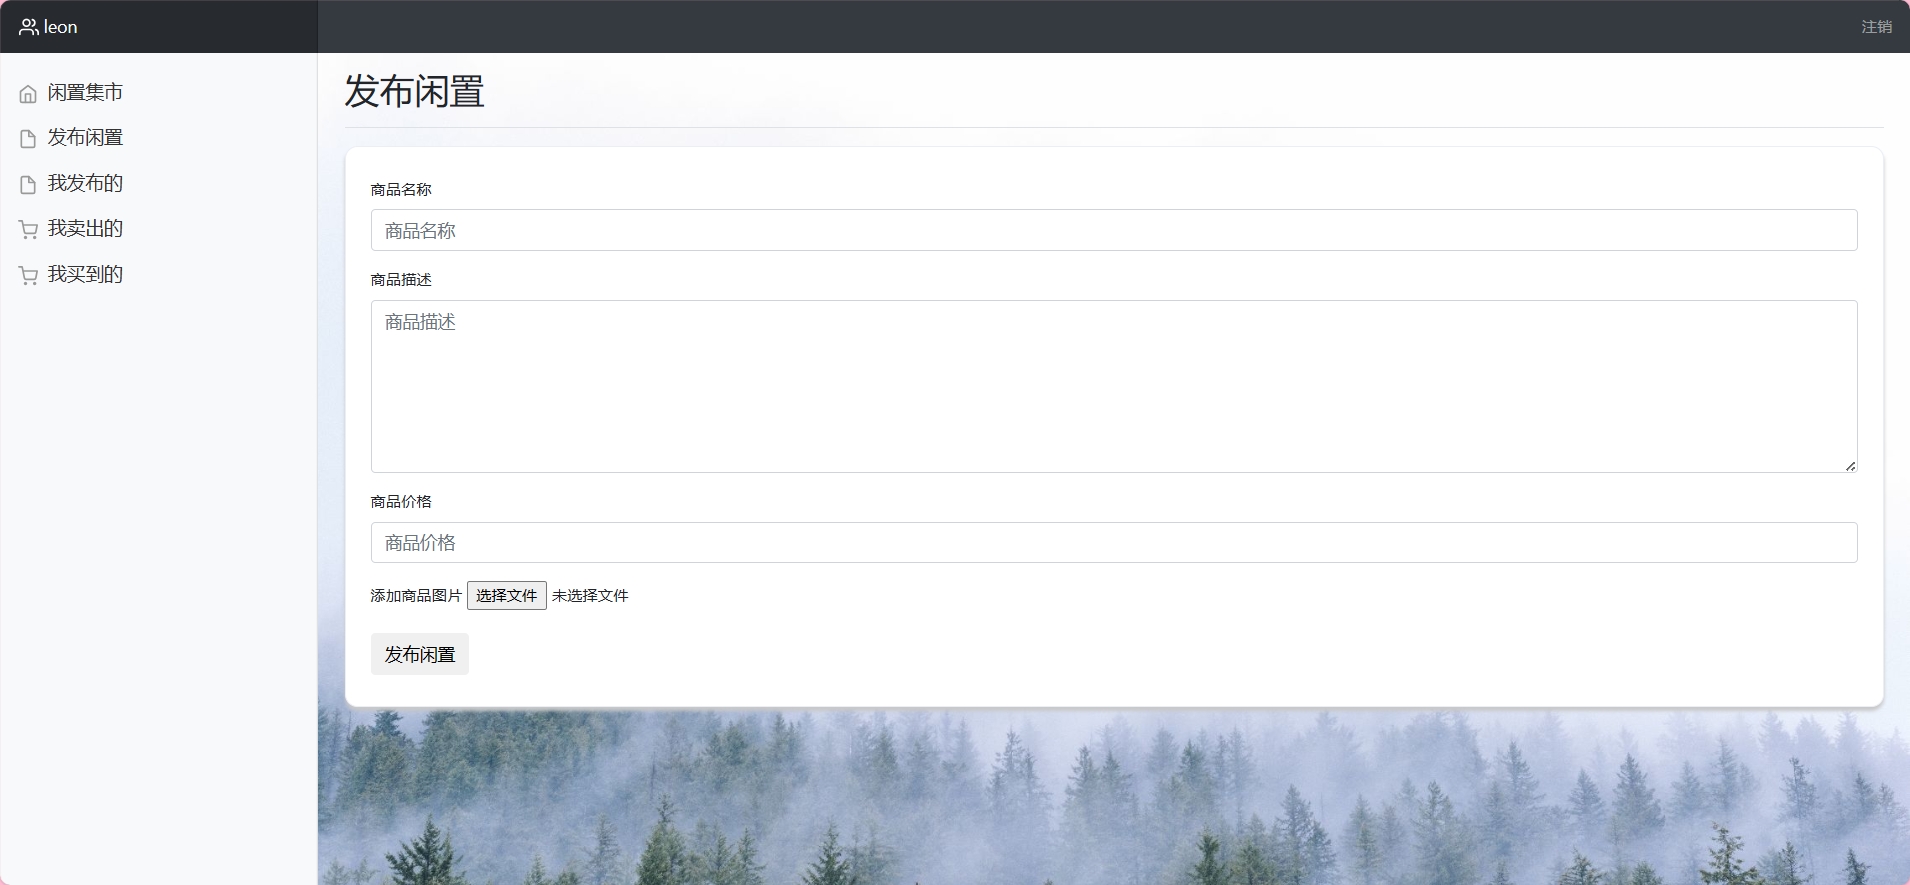 leon
注销
闲置集市
发布闲置
我发布的
我卖出的
我买到的
发布闲置
商品名称
商品名称
商品描述
商品描述
商品价格
商品价格
添加商品图片 选择文件 未选择文件
发布闲置